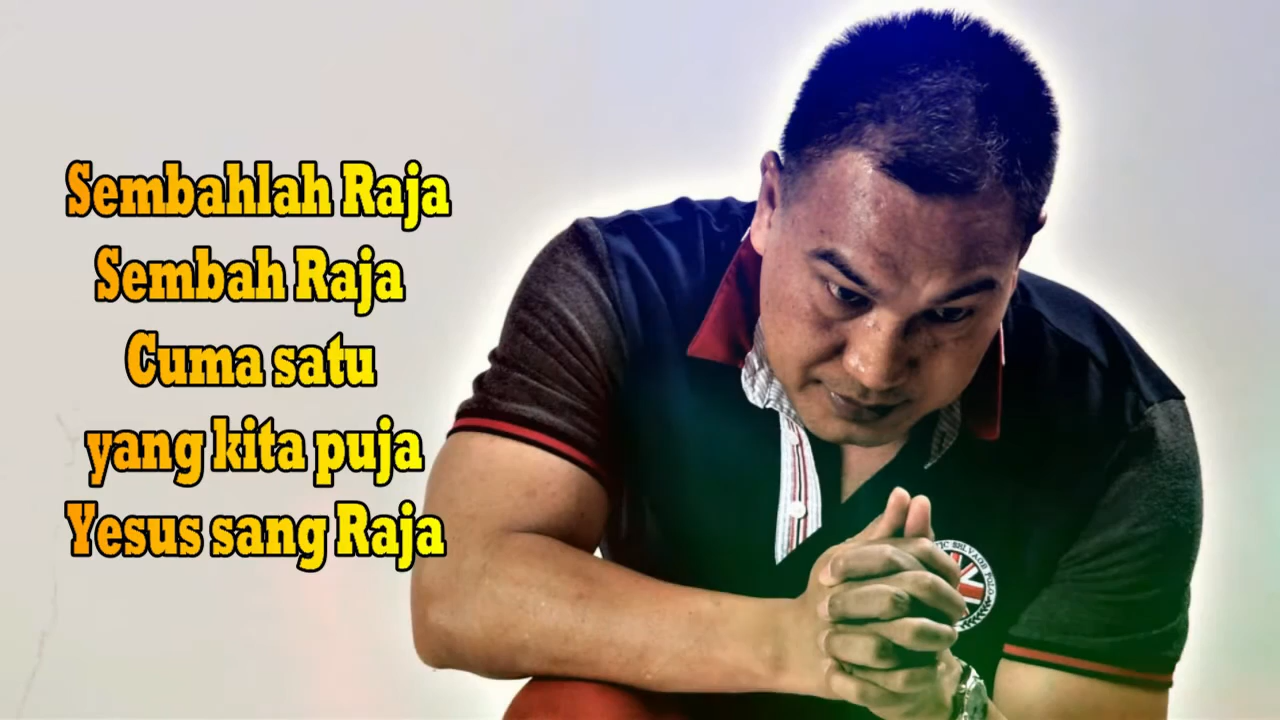 Sembahlah Raja
Sembah Raja
Cuma satu
yang kita puja
Yesus sang Raja